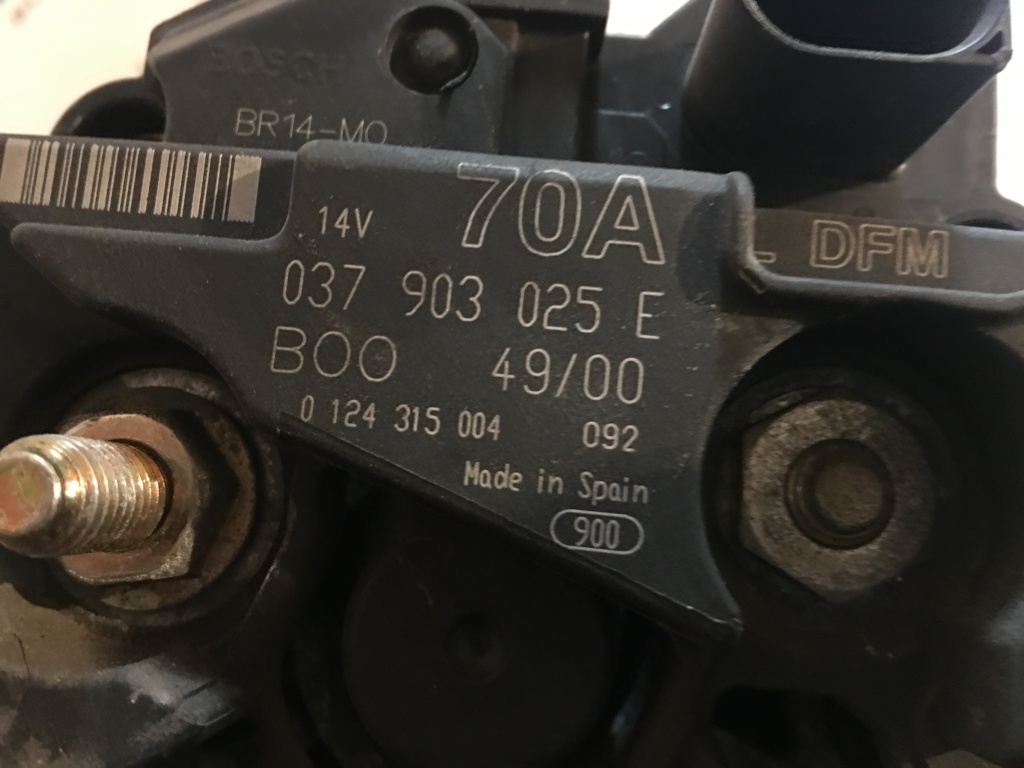 BOSCH
BR14-MO
14V 70A
L DFM
037 903 025 E
BOO 49/00
0 124 315 004 092
Made in Spain
900